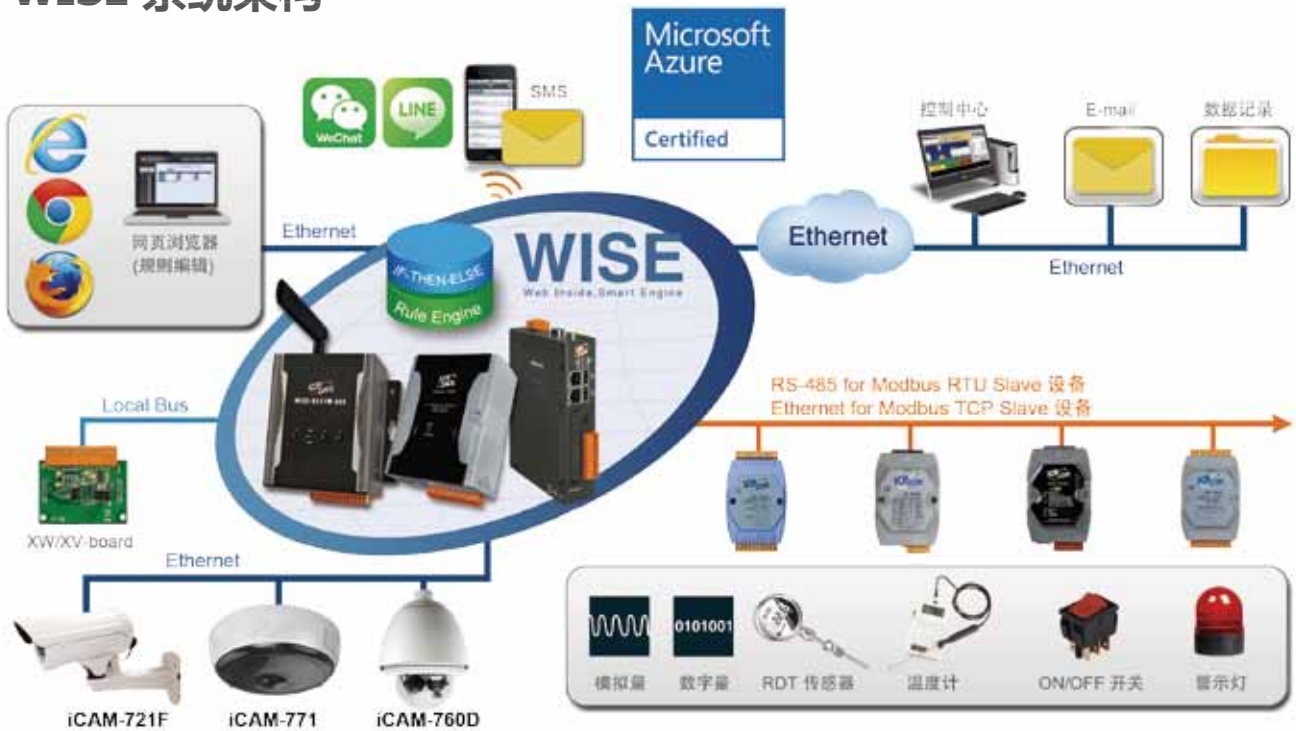 WISE 系统架构
Microsoft
Azure
Certified
WeChat
LINE
SMS
控制中心
E-mail
数据记录
网页浏览器
(规则编辑)
Ethernet
IF-THEN-ELSE
Rule Engine
WISE
Web Inside,Smart Engine
Ethernet
Ethernet
Local Bus
XW/XV-board
RS-485 for Modbus RTU Slave 设备
Ethernet for Modbus TCP Slave 设备
Ethernet
iCAM-721F
iCAM-771
iCAM-760D
0101001
模拟量
数字量
RDT 传感器
温度计
ON/OFF 开关
警示灯